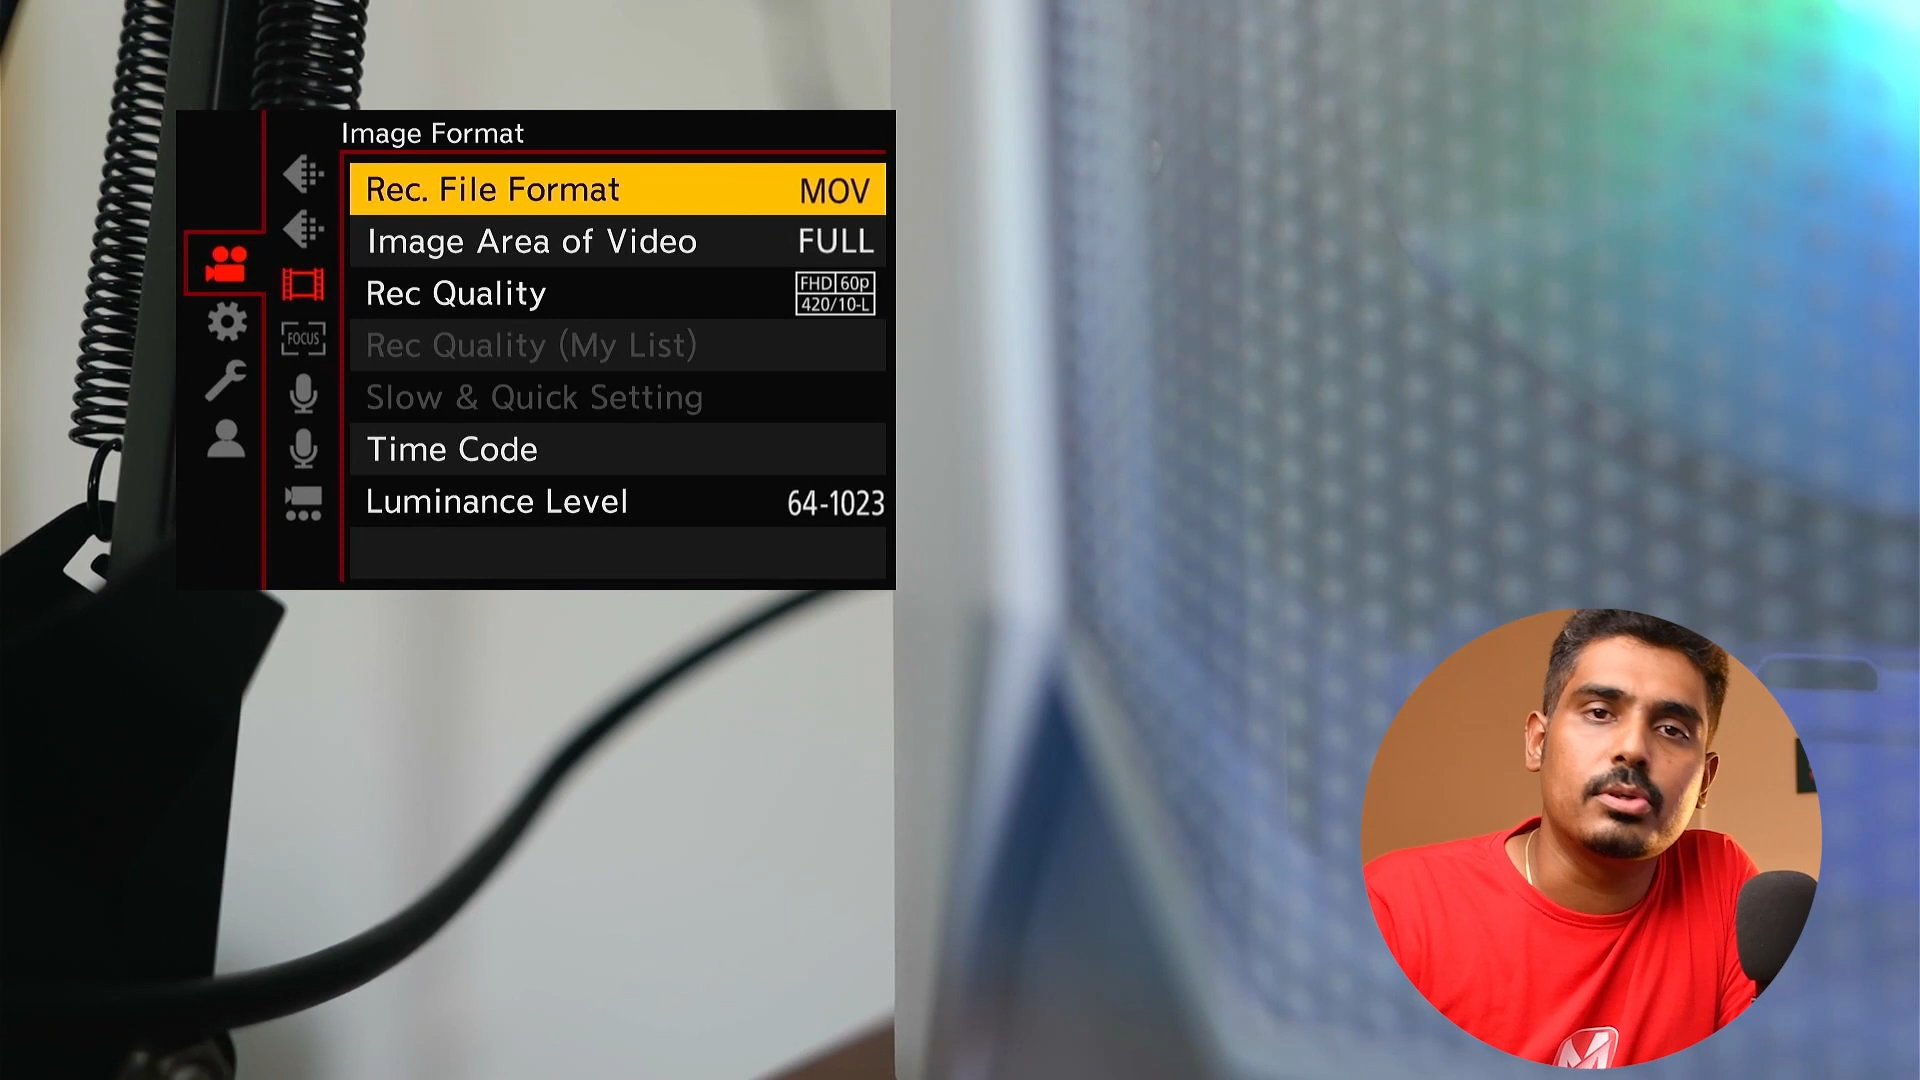 Image Format
Rec. File Format MOV
Image Area of Video FULL
Rec Quality FHD 60p 420/10-L
Rec Quality (My List)
Slow & Quick Setting
FOCUS
Time Code
Luminance Level 64-1023